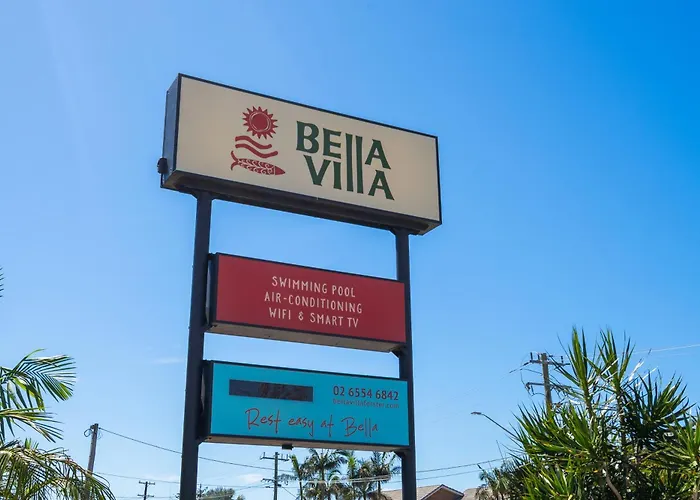 BELLA
VILLA
SWIMMING POOL
AIR-CONDITIONING
WIFI & SMART TV
02 6554 6842
Rest easy at Bella